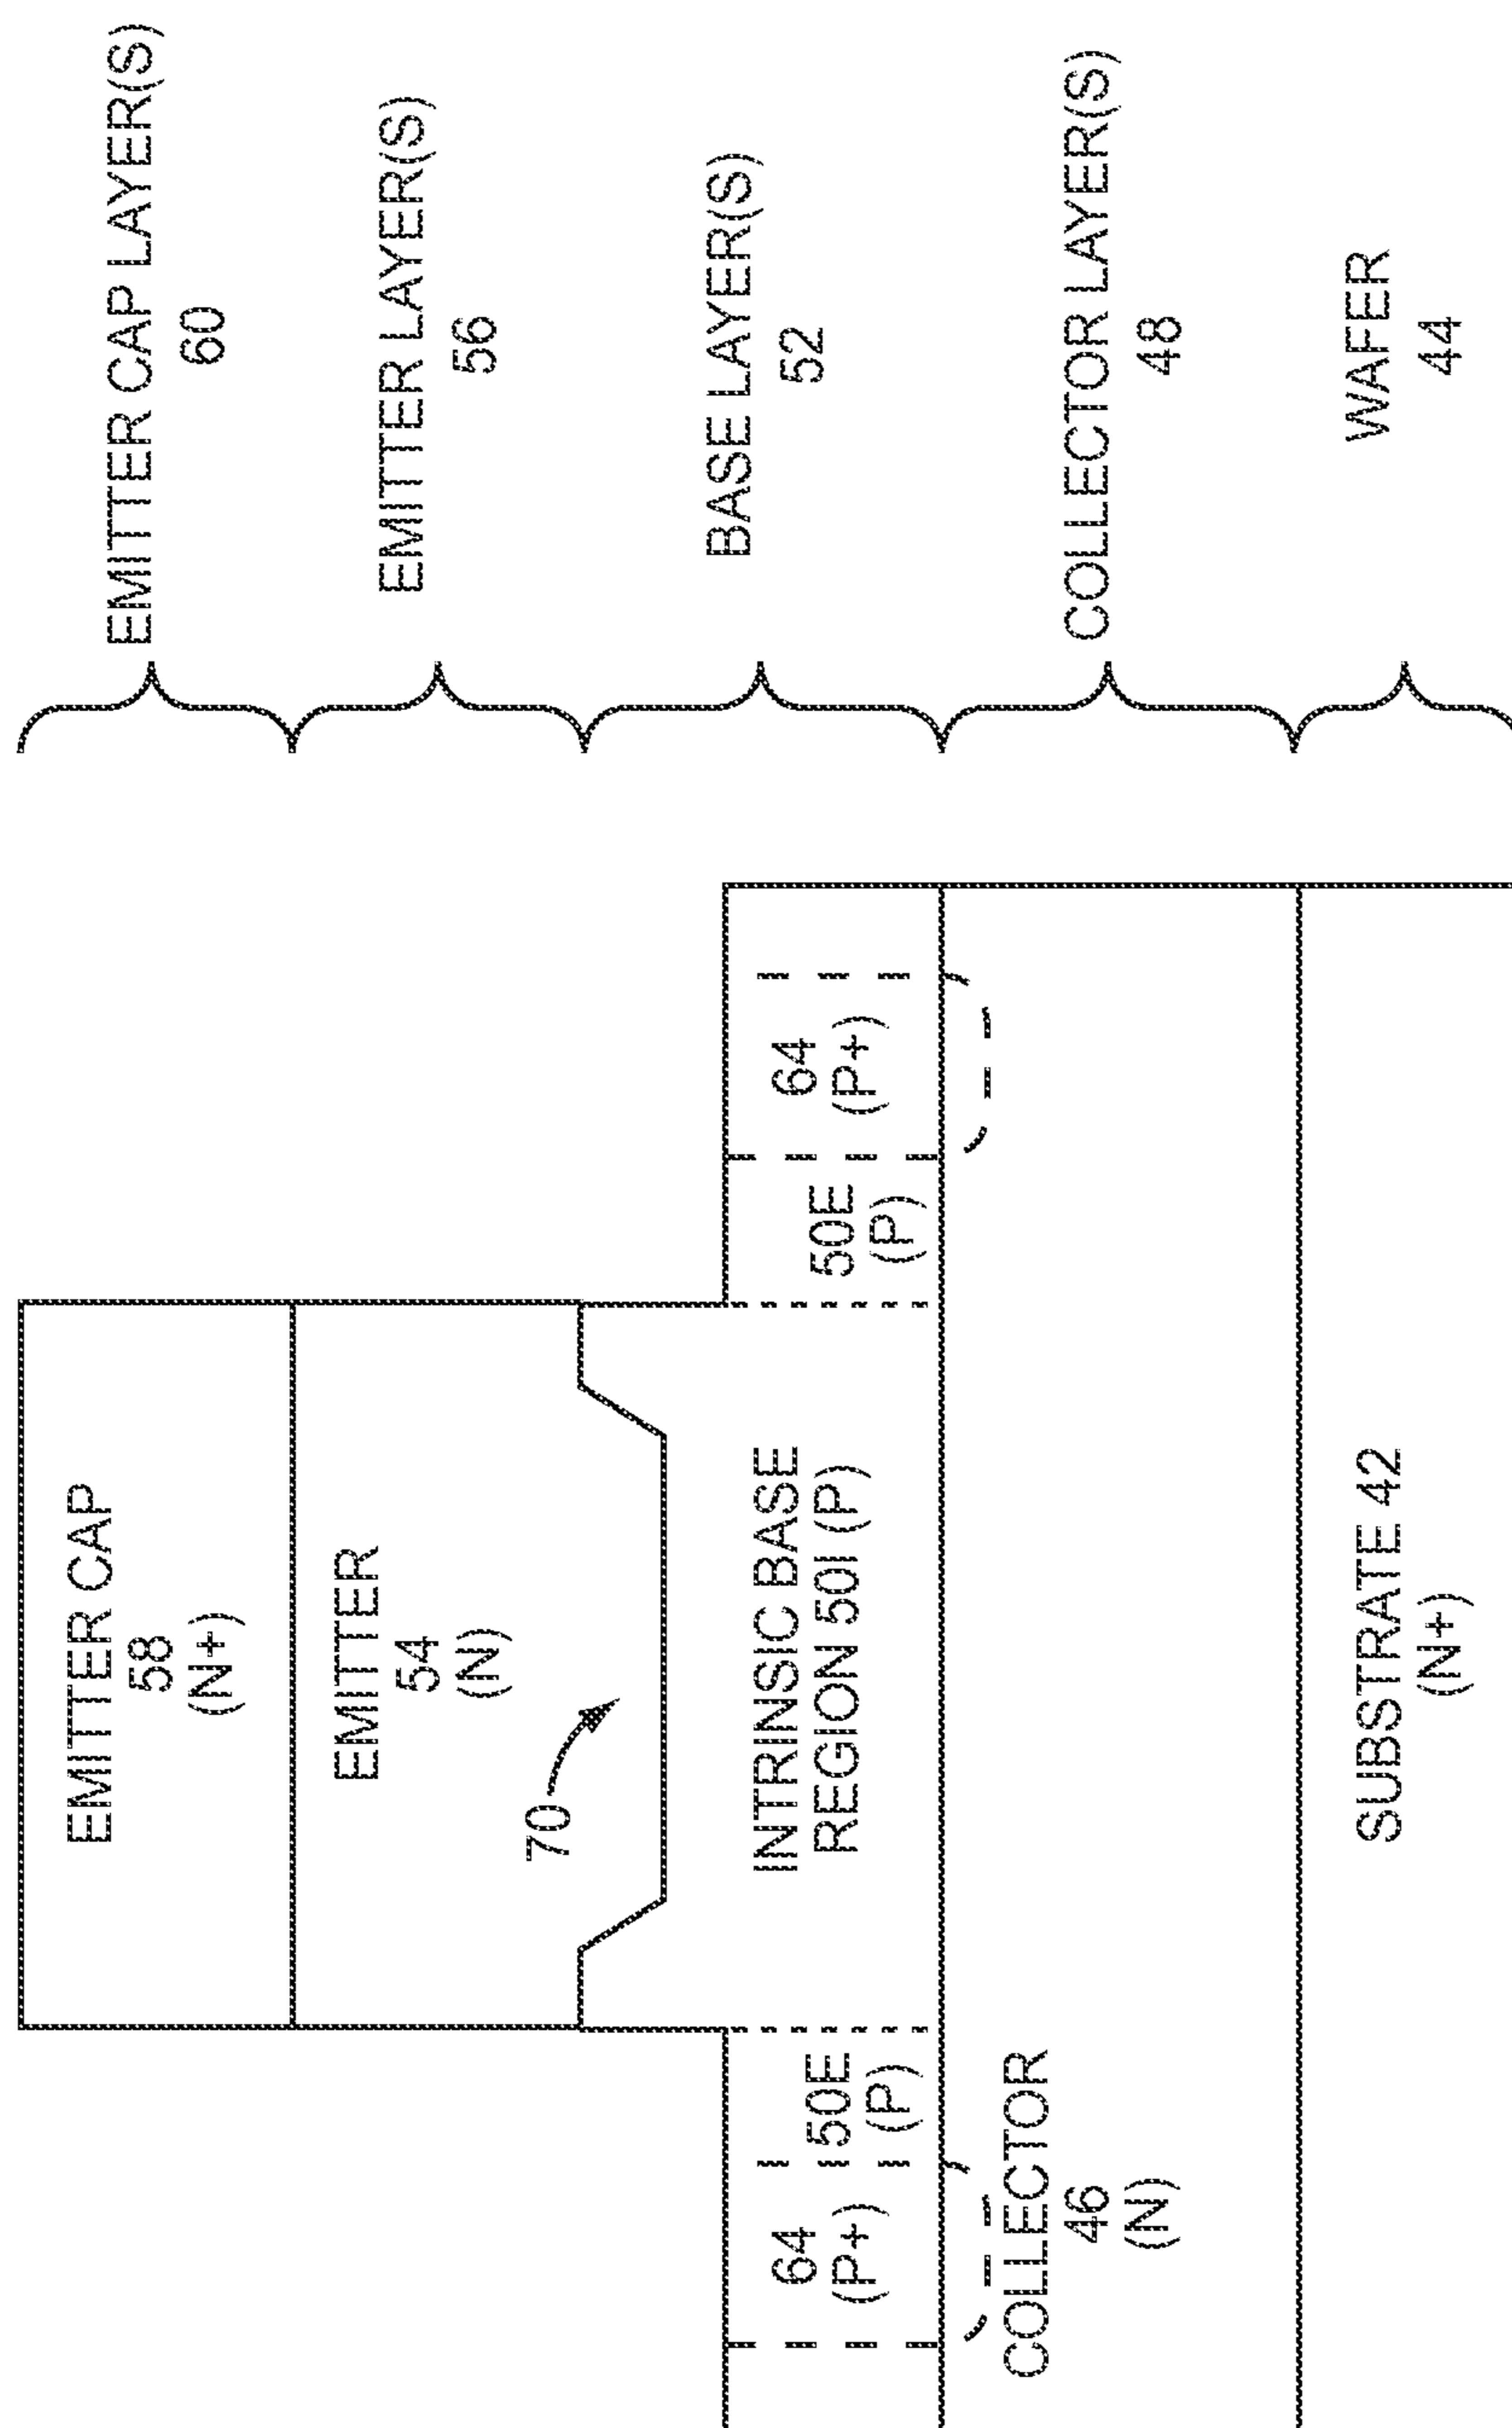 EMITTER CAP
58
(N+)
EMITTER CAP LAYER(S)
60
EMITTER
54
(N)
70
EMITTER LAYER(S)
56
64
(P+)
50E
(P)
INTRINSIC BASE
REGION 50I (P)
50E
(P)
64
(P+)
BASE LAYER(S)
52
COLLECTOR
46
(N)
COLLECTOR LAYER(S)
48
SUBSTRATE 42
(N+)
WAFER
44